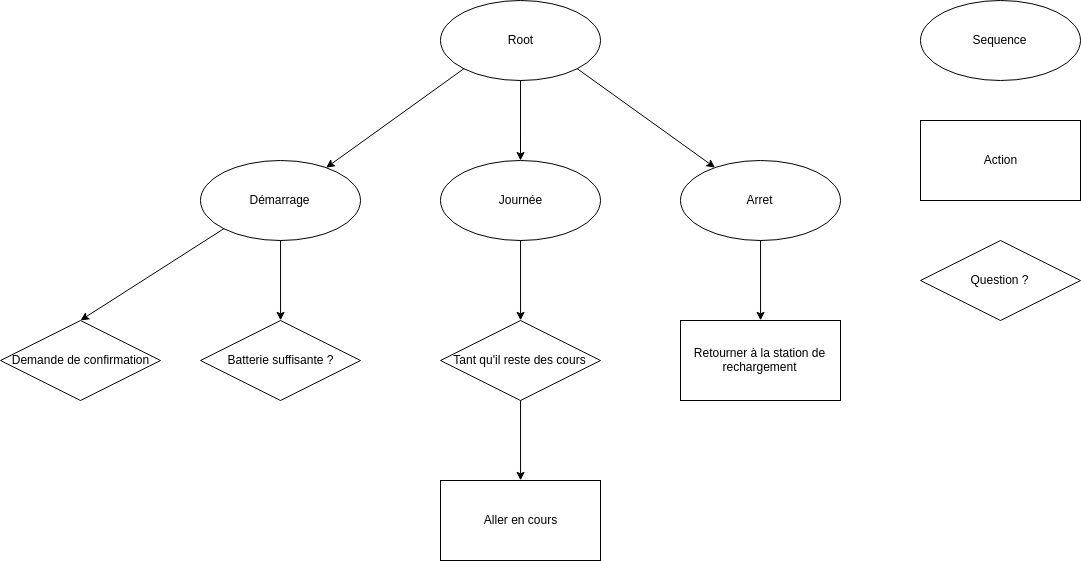 Root
Sequence
Action
Démarrage
Journée
Arret
Question ?
Demande de confirmation
Batterie suffisante ?
Tant qu'il reste des cours
Retourner à la station de
rechargement
Aller en cours